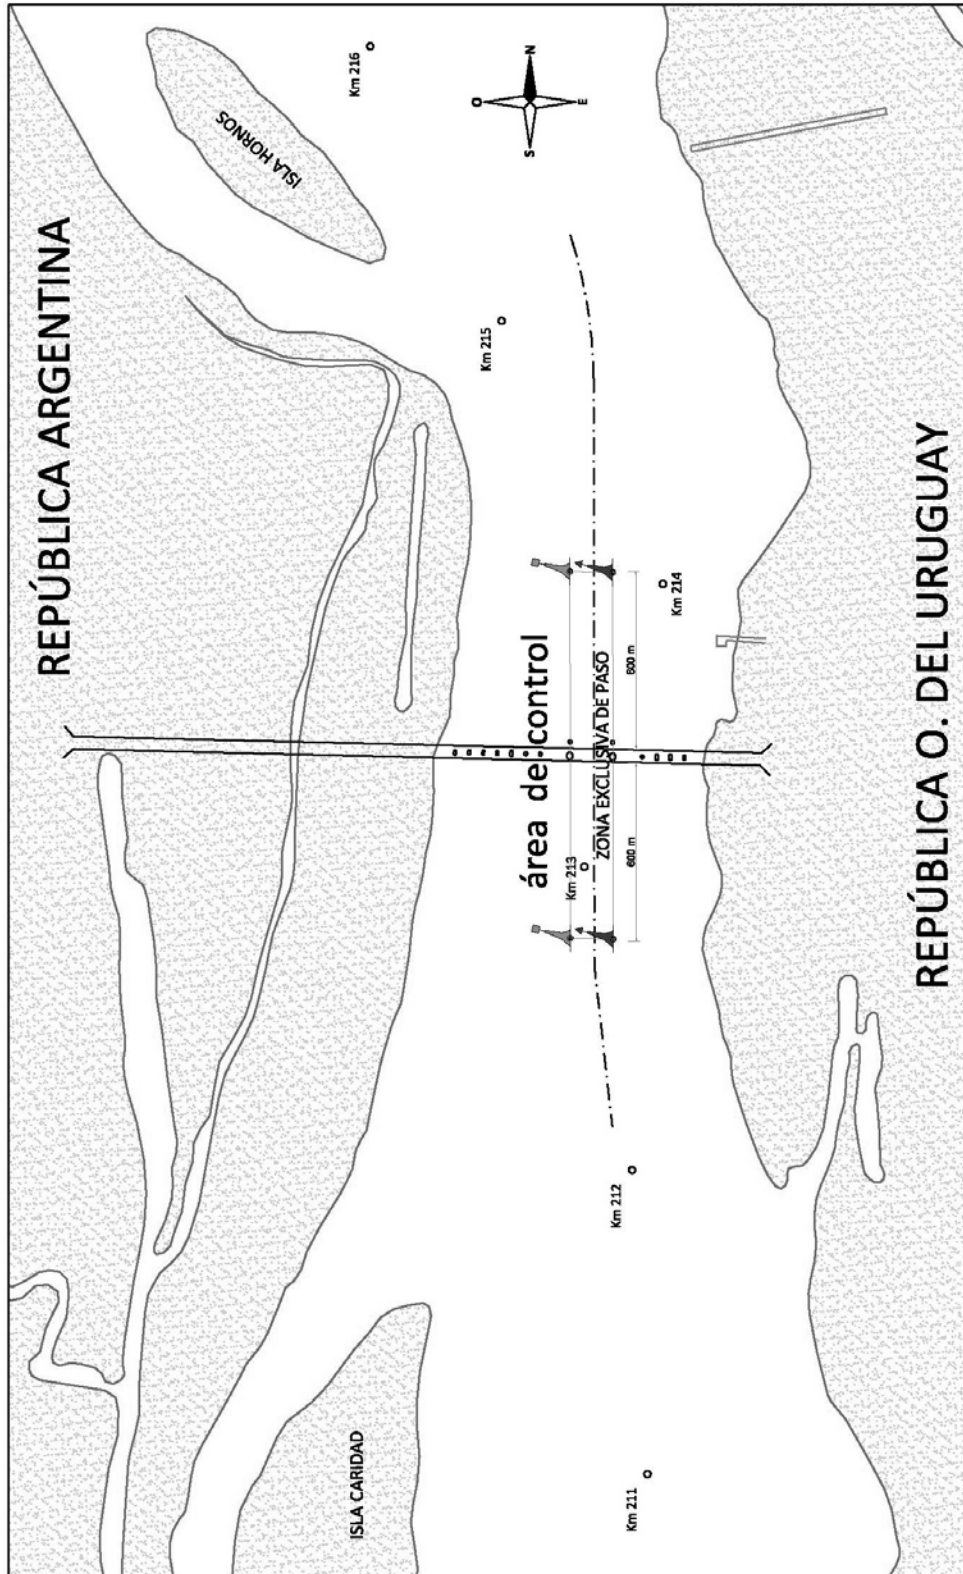 REPÚBLICA ARGENTINA
ISLA HORNOS
Km 216
O
N
S
E
Km 215
Km 214
área de control
ZONA EXCLUSIVA DE PASO
600 m
600 m
Km 213
Km 212
Km 211
ISLA CARIDAD
REPÚBLICA O. DEL URUGUAY